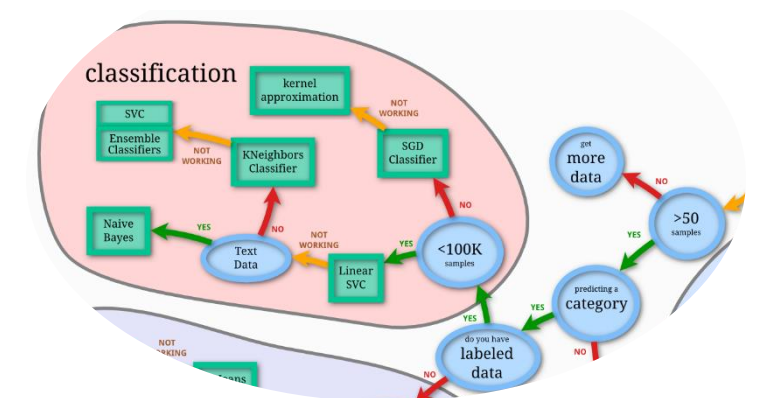 classification
kernel
approximation
NOT
WORKING
SVC
Ensemble
Classifiers
NOT
WORKING
KNeighbors
Classifier
SGD
Classifier
get
more
data
NO
NO
>50
samples
Naive
Bayes
YES
NO
Text
Data
NOT
WORKING
YES
<100K
samples
YES
Linear
SVC
predicting a
category
YES
YES
do you have
labeled
data
NO
NO
NOT